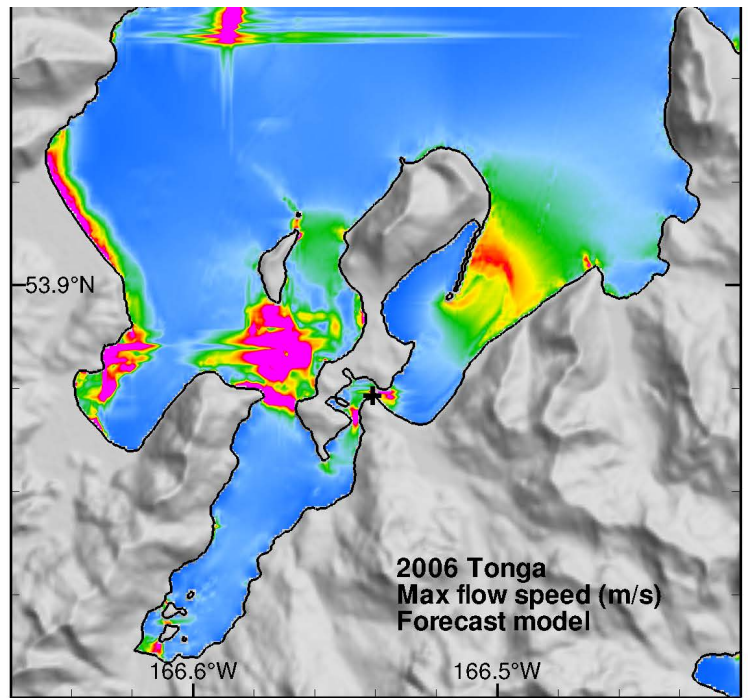 53.9°N
2006 Tonga
Max flow speed (m/s)
Forecast model
166.6°W
166.5°W